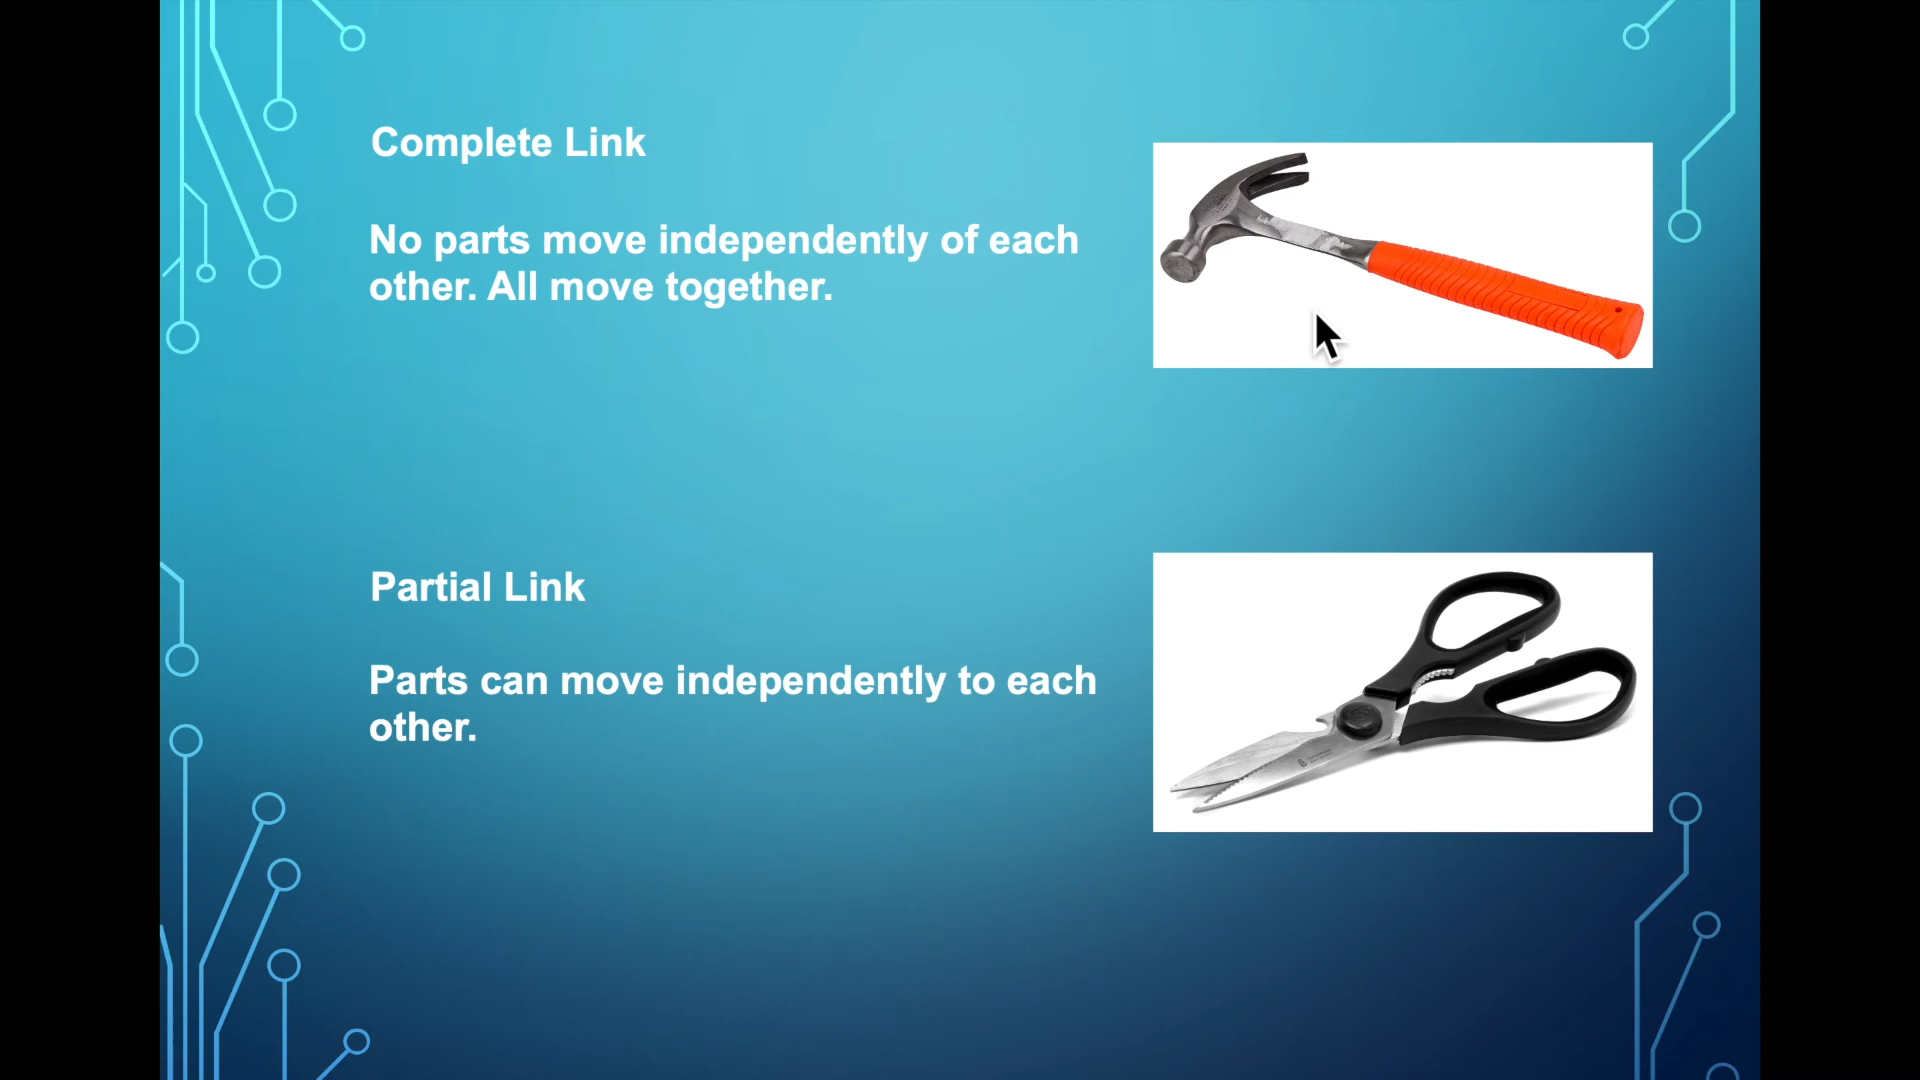 Complete Link
No parts move independently of each
other. All move together.
Partial Link
Parts can move independently to each
other.